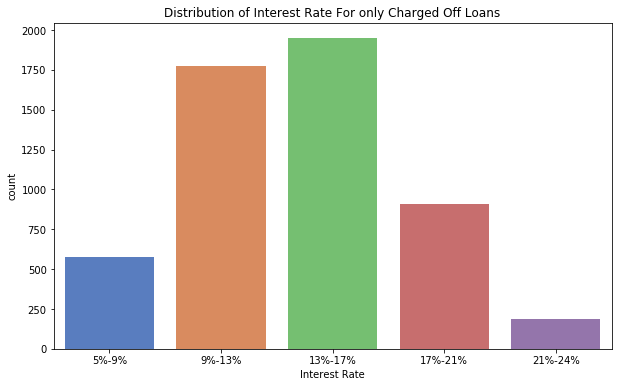 Distribution of Interest Rate For only Charged Off Loans
2000
1750
1500
1250
1000
750
500
250
0
count
5%-9% 9%-13% 13%-17% 17%-21% 21%-24%
Interest Rate